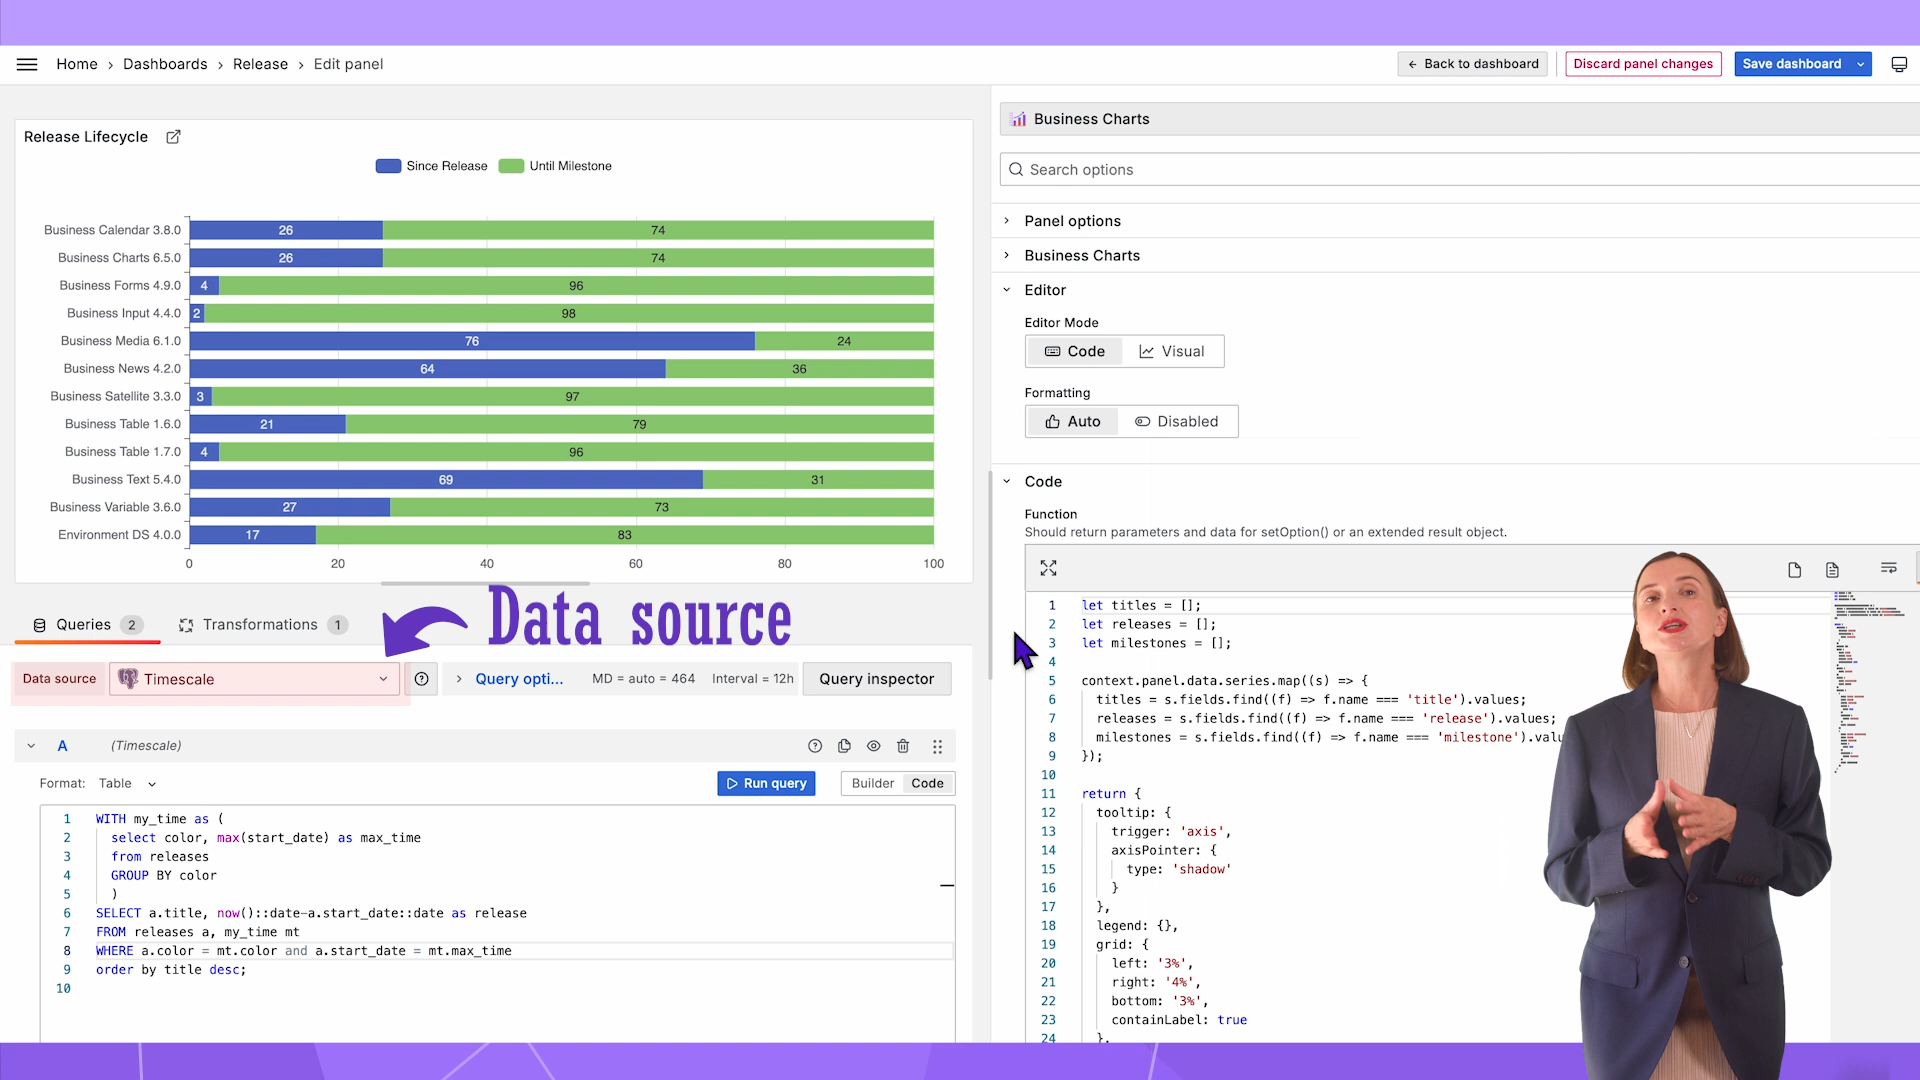 Home › Dashboards › Release › Edit panel
← Back to dashboard
Discard panel changes
Save dashboard
Release Lifecycle
Since Release
Until Milestone
Business Calendar 3.8.0 26 74
Business Charts 6.5.0 26 74
Business Forms 4.9.0 4 96
Business Input 4.4.0 2 98
Business Media 6.1.0 76 24
Business News 4.2.0 64 36
Business Satellite 3.3.0 3 97
Business Table 1.6.0 21 79
Business Table 1.7.0 4 96
Business Text 5.4.0 69 31
Business Variable 3.6.0 27 73
Environment DS 4.0.0 17 83
0 20 40 60 80 100
Data source
Queries 2
Transformations 1
Data source
Timescale
Query opti...
MD = auto = 464
Interval = 12h
Query inspector
A
(Timescale)
Format: Table
Run query
Builder
Code
1 WITH my_time as (
2 select color, max(start_date) as max_time
3 from releases
4 GROUP BY color
5 )
6 SELECT a.title, now()::date-a.start_date::date as release
7 FROM releases a, my_time mt
8 WHERE a.color = mt.color and a.start_date = mt.max_time
9 order by title desc;
10
Business Charts
Search options
Panel options
Business Charts
Editor
Editor Mode
Code
Visual
Formatting
Auto
Disabled
Code
Function
Should return parameters and data for setOption() or an extended result object.
1 let titles = [];
2 let releases = [];
3 let milestones = [];
4
5 context.panel.data.series.map((s) => {
6 titles = s.fields.find((f) => f.name === 'title').values;
7 releases = s.fields.find((f) => f.name === 'release').values;
8 milestones = s.fields.find((f) => f.name === 'milestone').valu
9 });
10
11 return {
12 tooltip: {
13 trigger: 'axis',
14 axisPointer: {
15 type: 'shadow'
16 }
17 },
18 legend: {},
19 grid: {
20 left: '3%',
21 right: '4%',
22 bottom: '3%',
23 containLabel: true
24 },